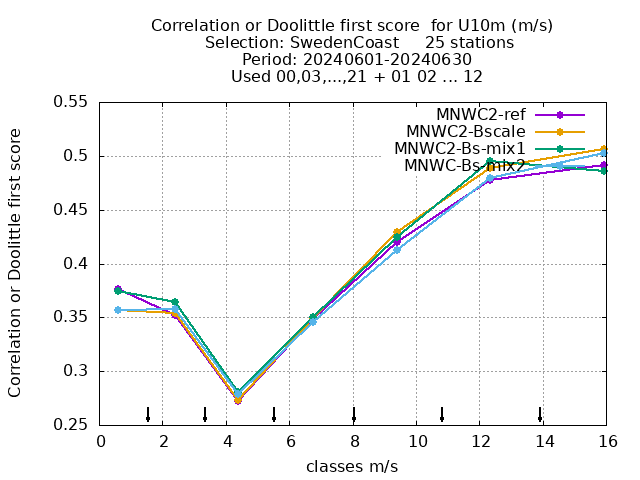 Correlation or Doolittle first score  for U10m (m/s)
Selection: SwedenCoast     25 stations
Period: 20240601-20240630
Used 00,03,...,21 + 01 02 ... 12
Correlation or Doolittle first score
0.55
0.5
0.45
0.4
0.35
0.3
0.25
MNWC2-ref
MNWC2-Bscale
MNWC2-Bs-mix1
MNWC-Bs-mix2
0 2 4 6 8 10 12 14 16
classes m/s